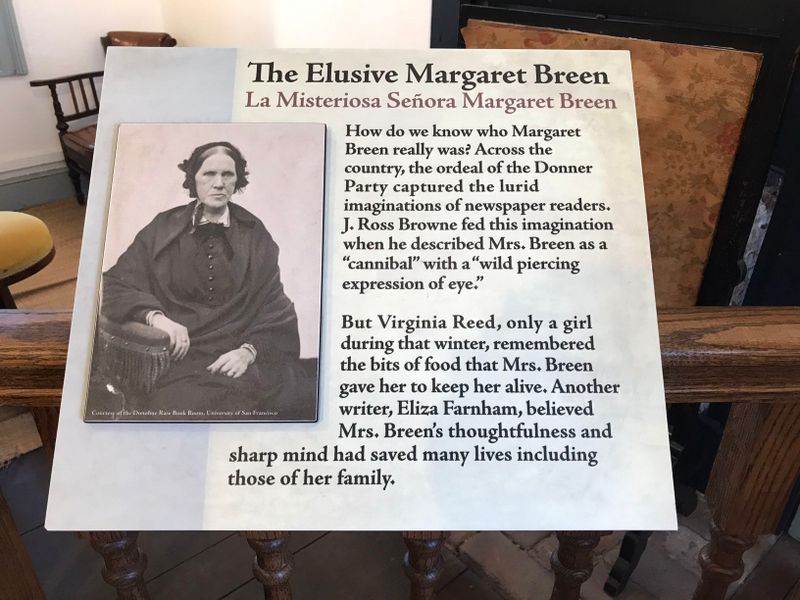 The Elusive Margaret Breen
La Misteriosa Señora Margaret Breen
How do we know who Margaret
Breen really was? Across the
country, the ordeal of the Donner
Party captured the lurid
imaginations of newspaper readers.
J. Ross Browne fed this imagination
when he described Mrs. Breen as a
“cannibal” with a “wild piercing
expression of eye.”
But Virginia Reed, only a girl
during that winter, remembered
the bits of food that Mrs. Breen
gave her to keep her alive. Another
writer, Eliza Farnham, believed
Mrs. Breen’s thoughtfulness and
sharp mind had saved many lives including
those of her family.
Courtesy of the Donohue Rare Book Room, University of San Francisco